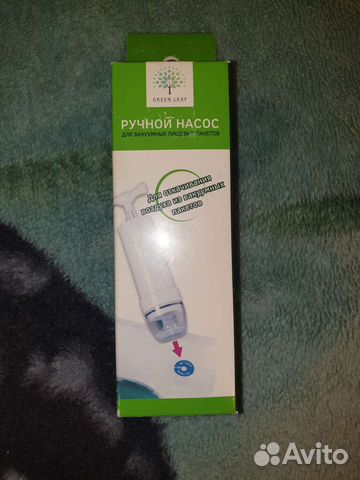 GREEN LEAF
РУЧНОЙ НАСОС
ДЛЯ ВАКУУМНЫХ ПИЩЕВЫХ ПАКЕТОВ
Для откачивания
воздуха из вакуумных
пакетов
Avito